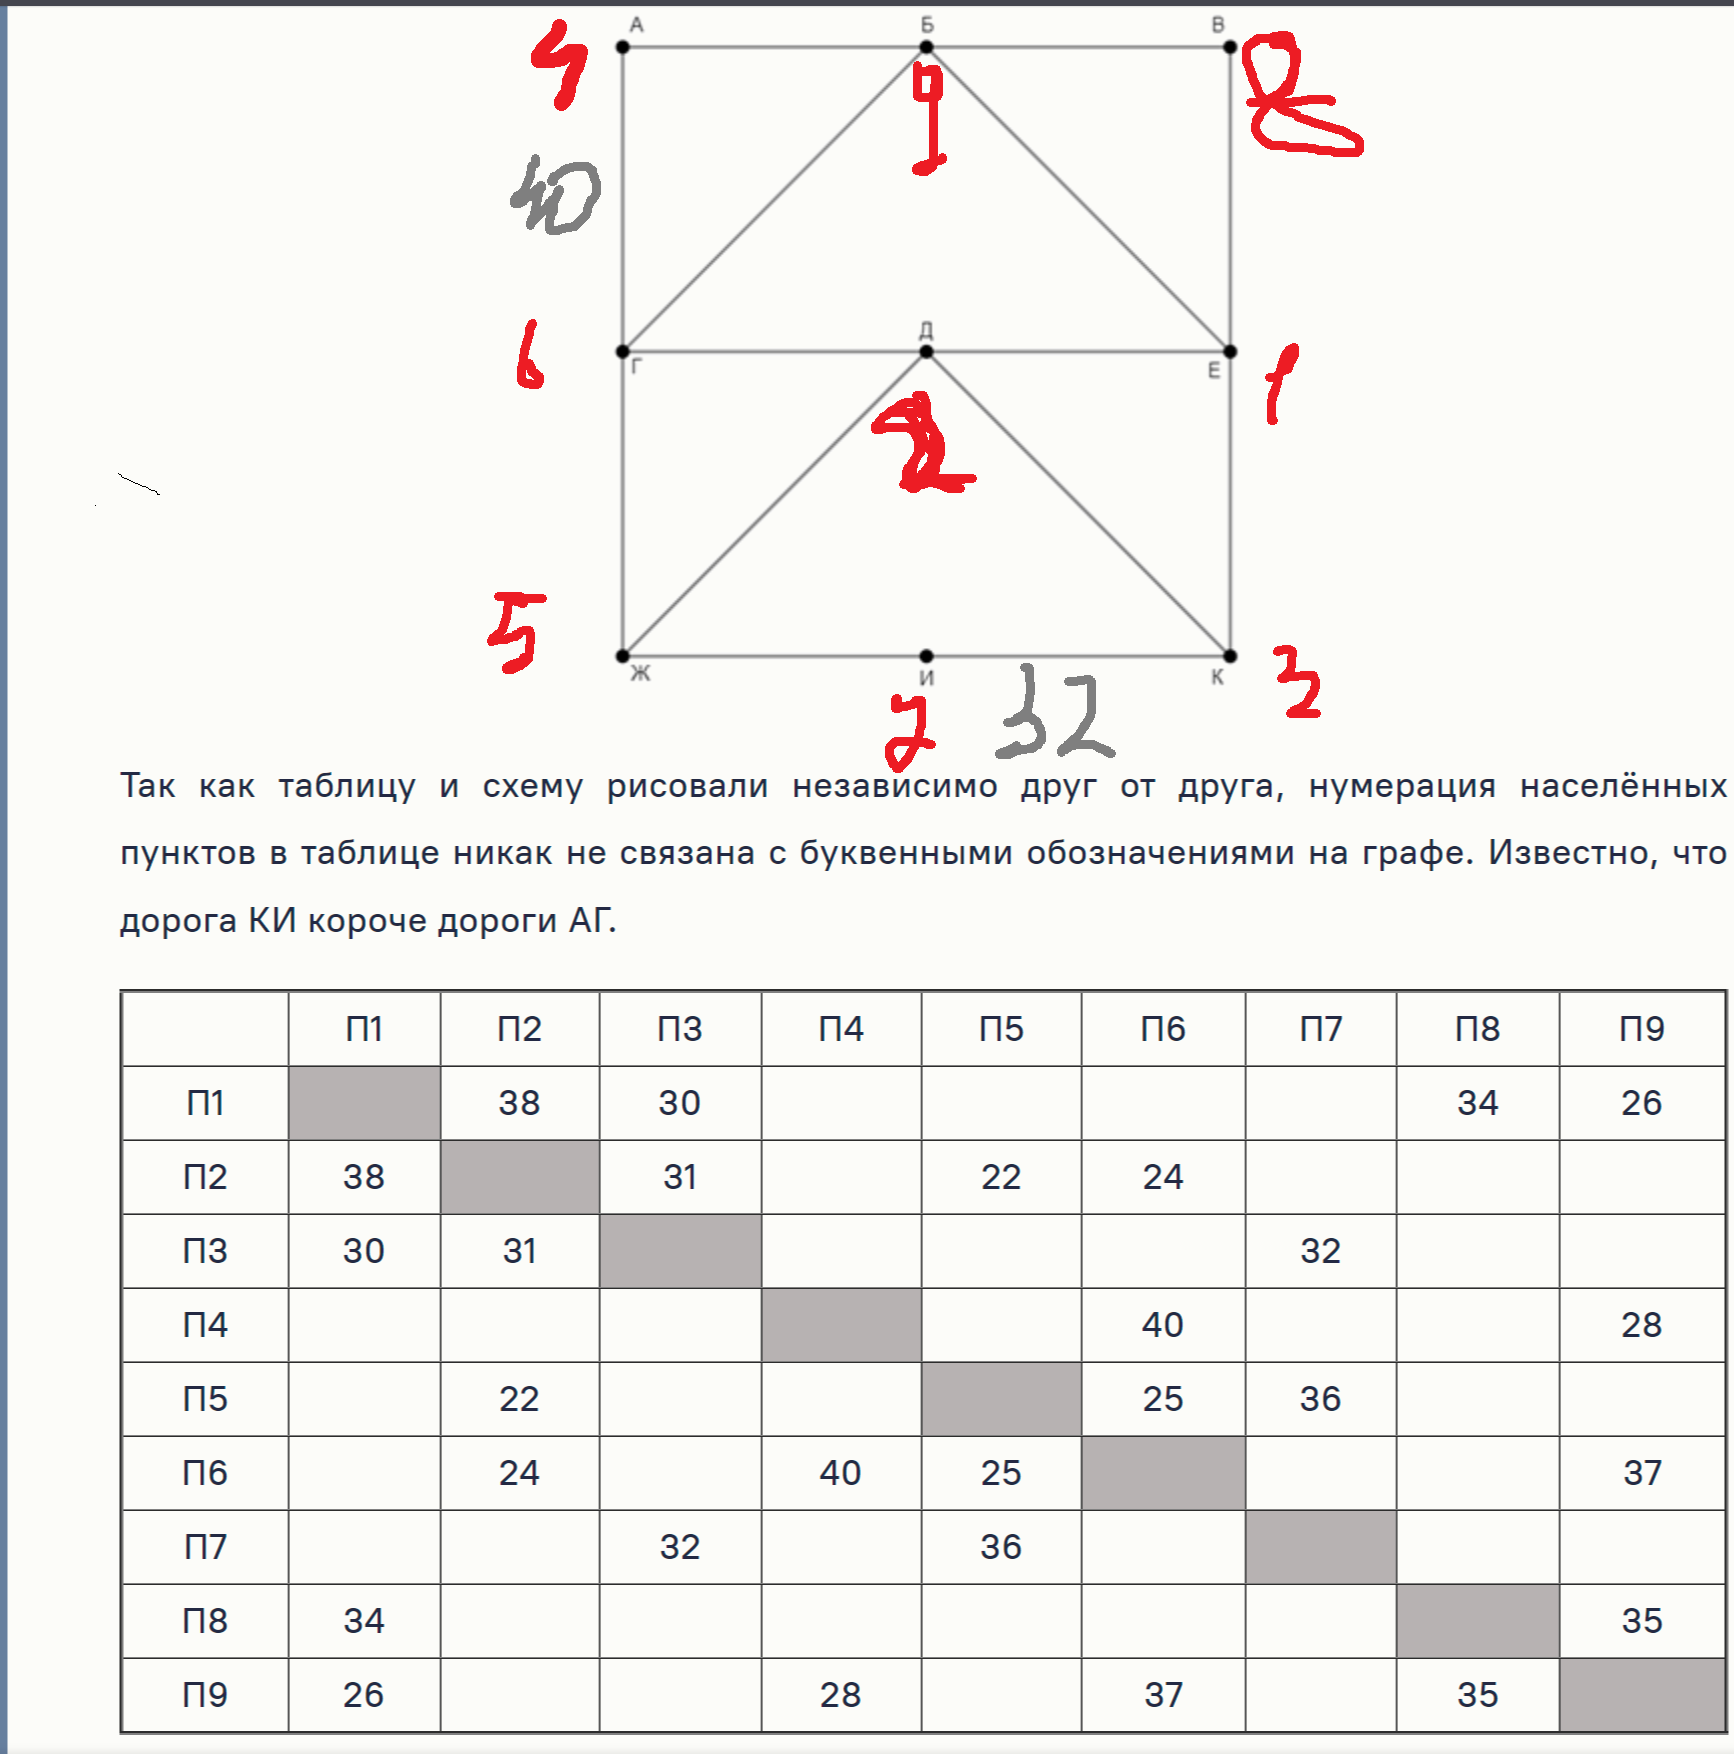 А Б В
4 9 8
40
Д
6 Г Е 1
2
5
Ж И К 3
7 32
Так как таблицу и схему рисовали независимо друг от друга, нумерация населённых
пунктов в таблице никак не связана с буквенными обозначениями на графе. Известно, что
дорога КИ короче дороги АГ.
П1 П2 П3 П4 П5 П6 П7 П8 П9
П1 38 30 34 26
П2 38 31 22 24
П3 30 31 32
П4 40 28
П5 22 25 36
П6 24 40 25 37
П7 32 36
П8 34 35
П9 26 28 37 35